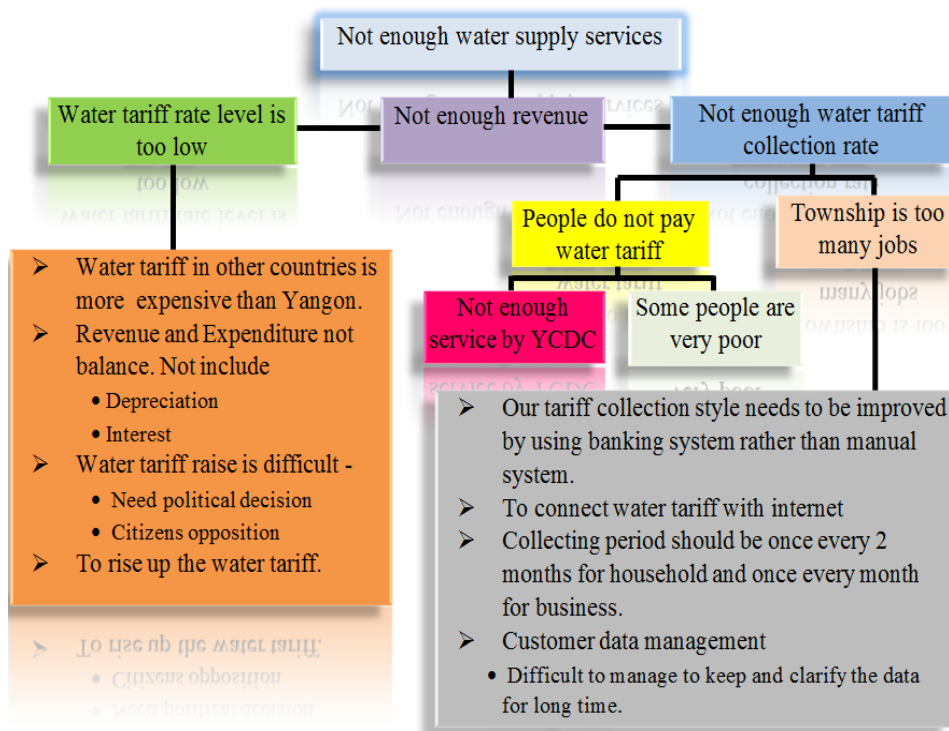 Not enough water supply services
Water tariff rate level is
too low
Not enough revenue
Not enough water tariff
collection rate
People do not pay
water tariff
Township is too
many jobs
Not enough
service by YCDC
Some people are
very poor
➤ Water tariff in other countries is
more expensive than Yangon.
➤ Revenue and Expenditure not
balance. Not include
• Depreciation
• Interest
➤ Water tariff raise is difficult -
• Need political decision
• Citizens opposition
➤ To rise up the water tariff.
➤ Our tariff collection style needs to be improved
by using banking system rather than manual
system.
➤ To connect water tariff with internet
➤ Collecting period should be once every 2
months for household and once every month
for business.
➤ Customer data management
• Difficult to manage to keep and clarify the data
for long time.